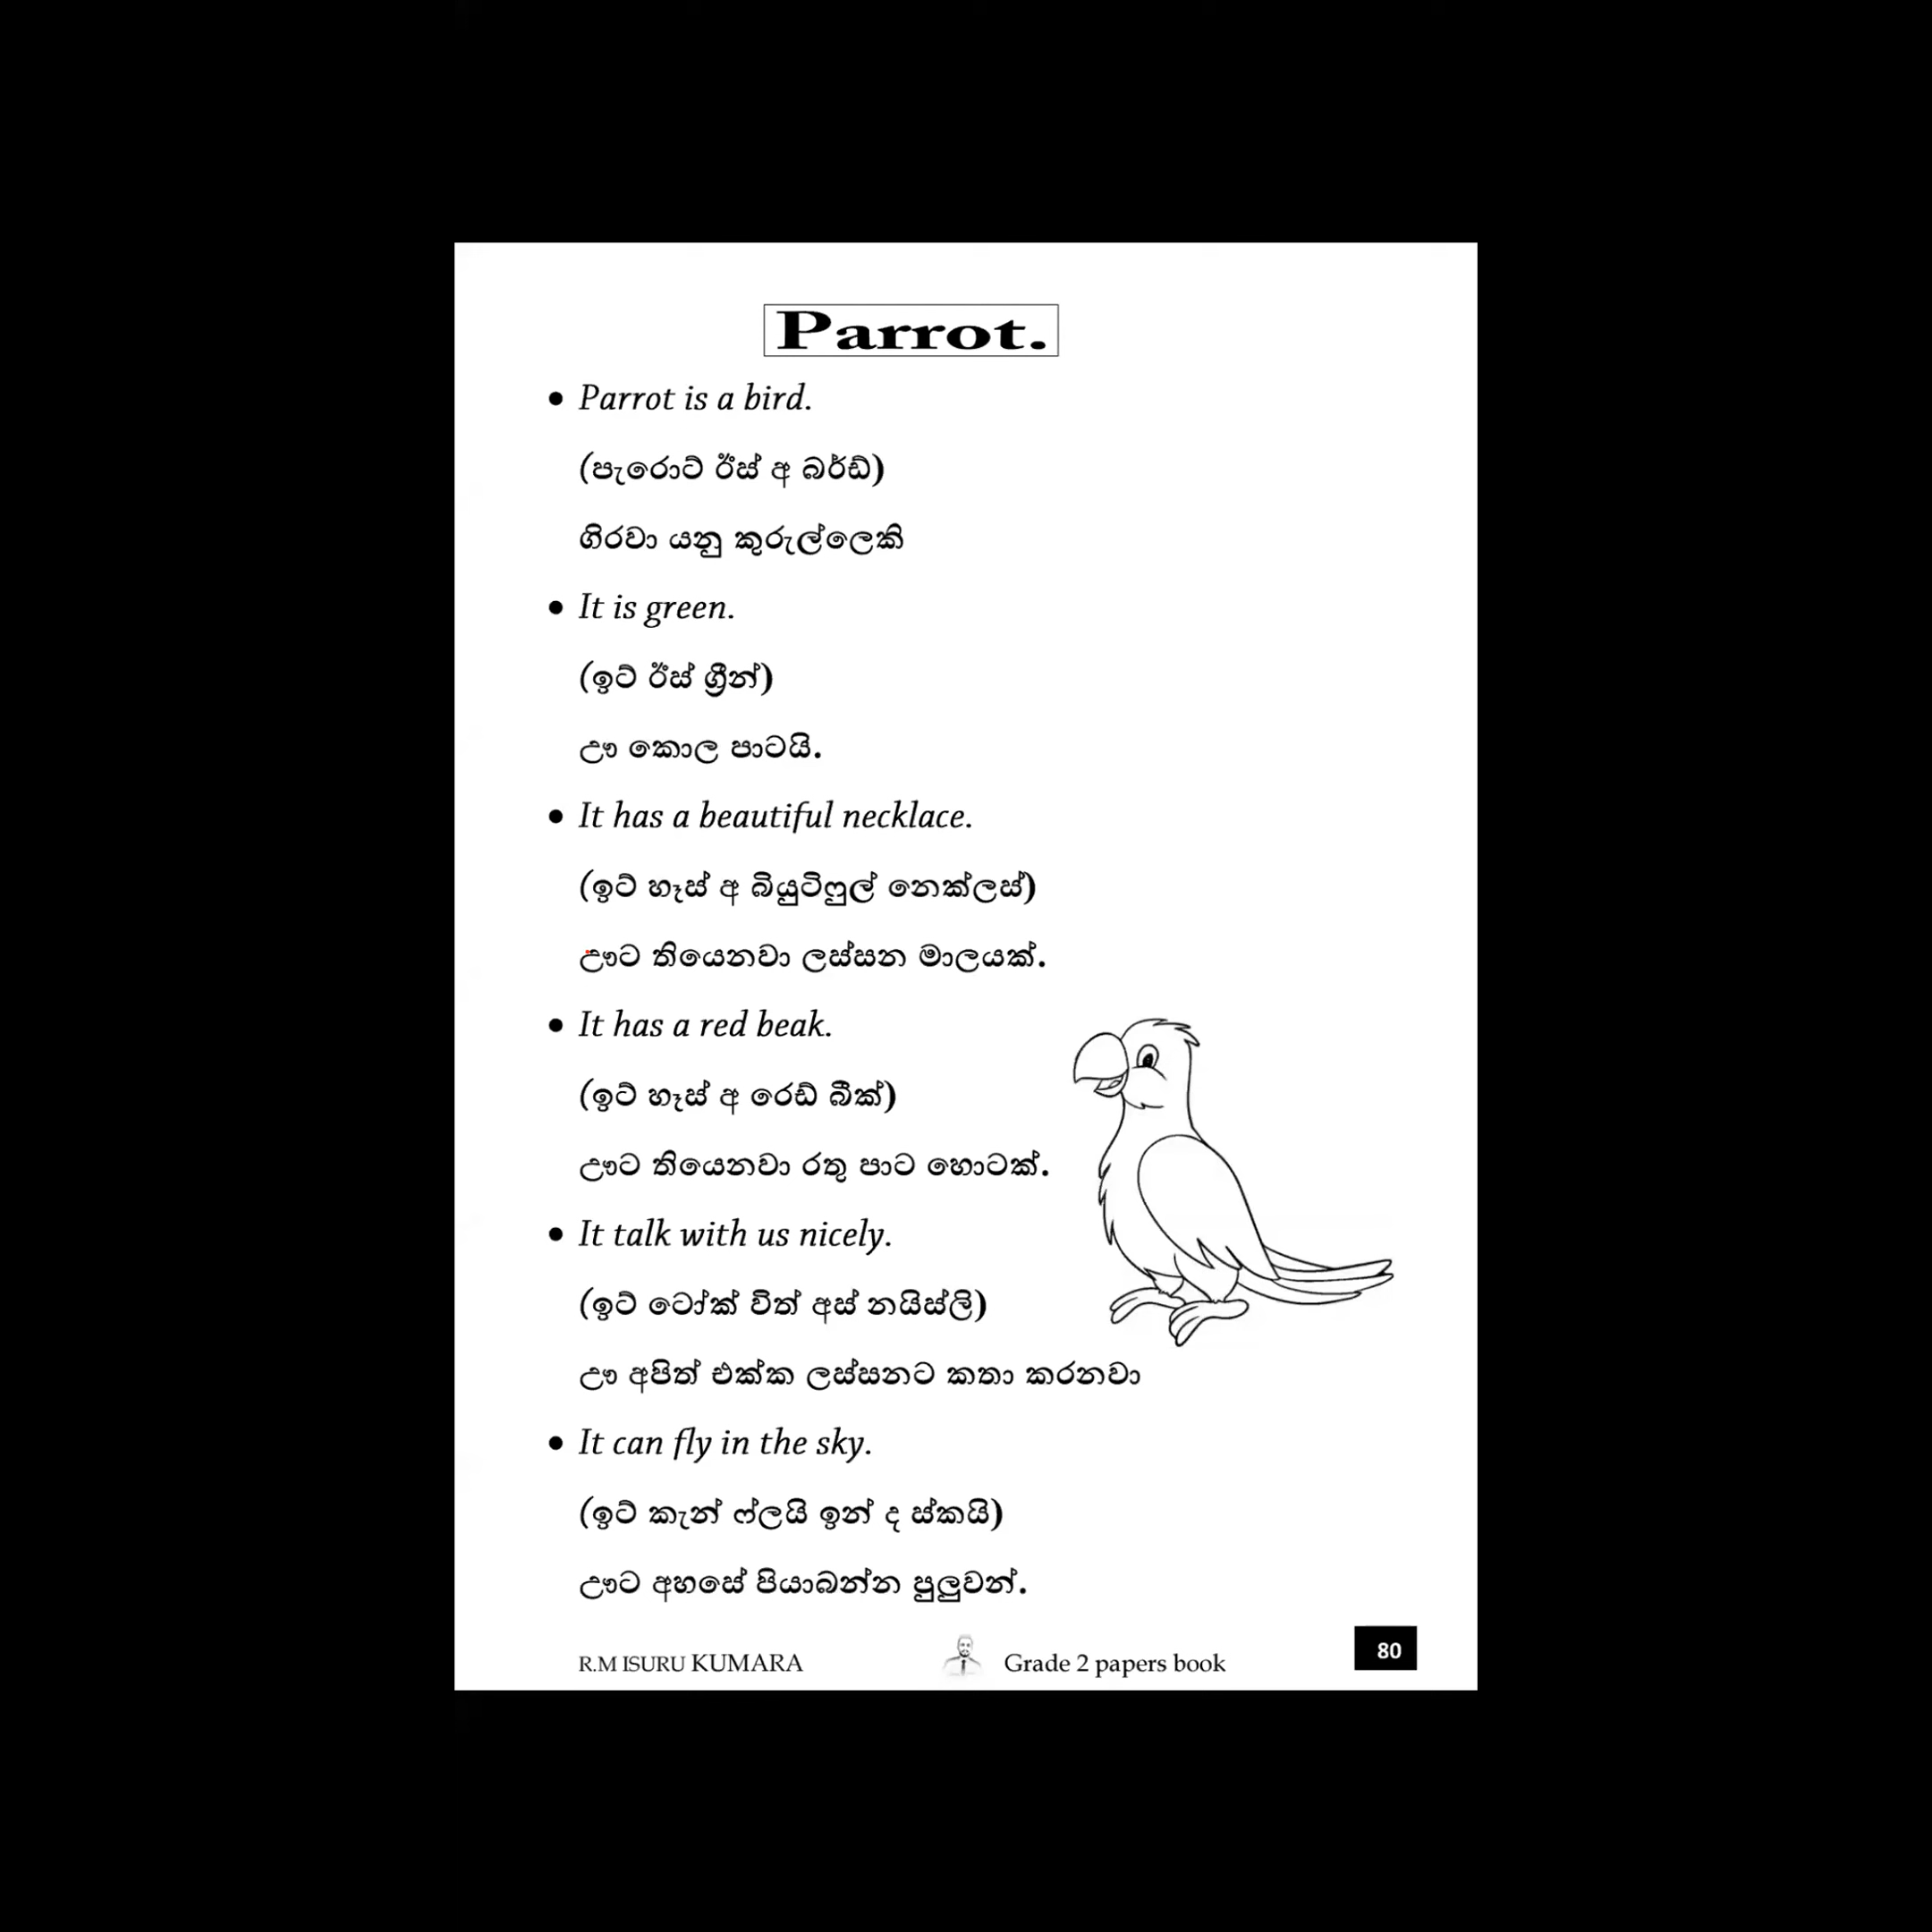 Parrot.
• Parrot is a bird.
(පැරොට් ඊස් අ බර්ඩ්)
ගිරවා යනු කුරුල්ලෙකි
• It is green.
(ඉට් ඊස් ග්‍රීන්)
ඌ කොල පාටයි.
• It has a beautiful necklace.
(ඉට් හෑස් අ බියුටිෆුල් නෙක්ලස්)
ඌට තියෙනවා ලස්සන මාලයක්.
• It has a red beak.
(ඉට් හෑස් අ රෙඩ් බීක්)
ඌට තියෙනවා රතු පාට හොටක්.
• It talk with us nicely.
(ඉට් ටෝක් විත් අස් නයිස්ලි)
ඌ අපිත් එක්ක ලස්සනට කතා කරනවා
• It can fly in the sky.
(ඉට් කැන් ෆ්ලයි ඉන් ද ස්කයි)
ඌට අහසේ පියාබන්න පුලුවන්.
R.M ISURU KUMARA Grade 2 papers book 80